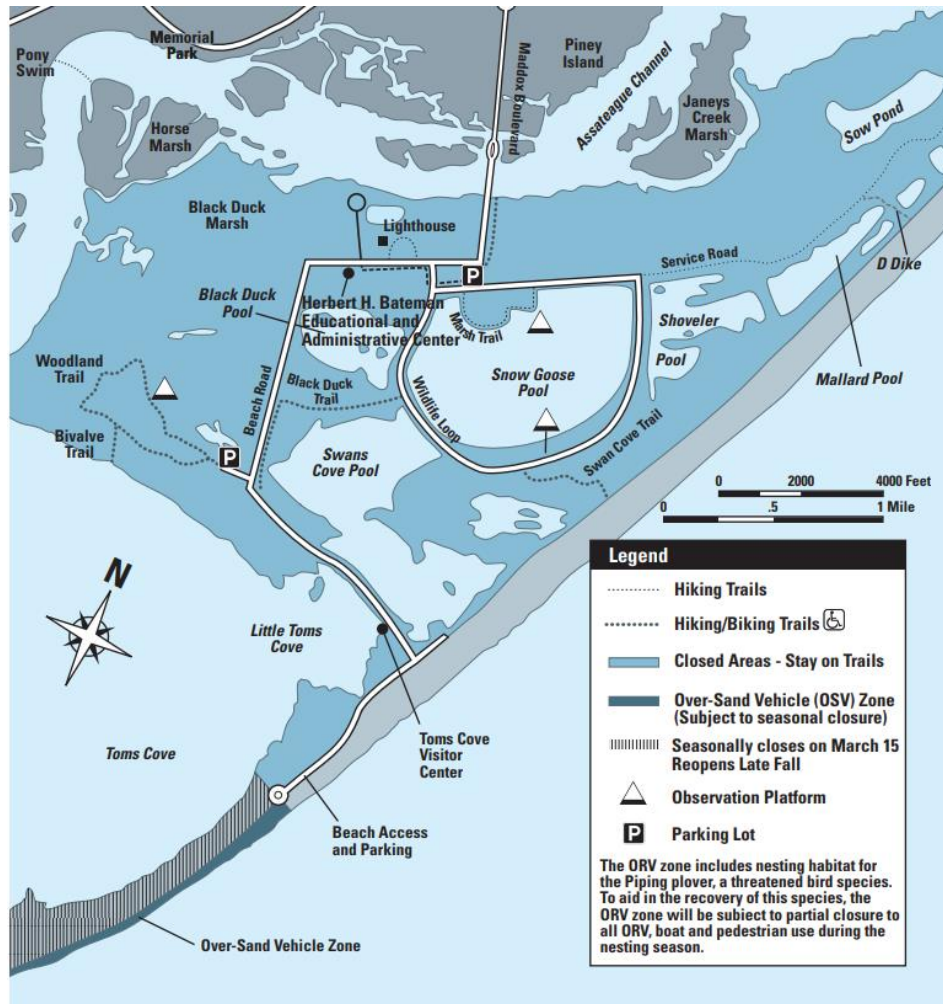 Memorial
Park
Pony
Swim
Horse
Marsh
Maddox Boulevard
Piney
Island
Assateague Channel
Janeys
Creek
Marsh
Sow Pond
Black Duck
Marsh
Lighthouse
P
Service Road
D Dike
Black Duck
Pool
Herbert H. Bateman
Educational and
Administrative Center
Marsh Trail
Shoveler
Pool
Mallard Pool
Woodland
Trail
Beach Road
Black Duck
Trail
Wildlife Loop
Snow Goose
Pool
Bivalve
Trail
P
Swans
Cove Pool
Swan Cove Trail
0 2000 4000 Feet
0 .5 1 Mile
N
Little Toms
Cove
Toms Cove
Toms Cove
Visitor
Center
Beach Access
and Parking
Over-Sand Vehicle Zone
Legend
Hiking Trails
Hiking/Biking Trails
Closed Areas - Stay on Trails
Over-Sand Vehicle (OSV) Zone
(Subject to seasonal closure)
Seasonally closes on March 15
Reopens Late Fall
Observation Platform
P Parking Lot
The ORV zone includes nesting habitat for
the Piping plover, a threatened bird species.
To aid in the recovery of this species, the
ORV zone will be subject to partial closure to
all ORV, boat and pedestrian use during the
nesting season.